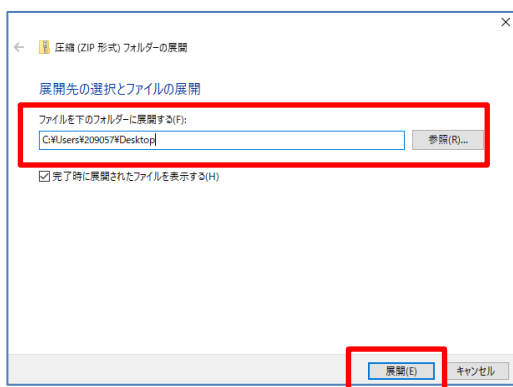 圧縮 (ZIP 形式) フォルダーの展開
展開先の選択とファイルの展開
ファイルを下のフォルダーに展開する(F):
C:¥Users¥209057¥Desktop
参照(R)...
完了時に展開されたファイルを表示する(H)
展開(E) キャンセル